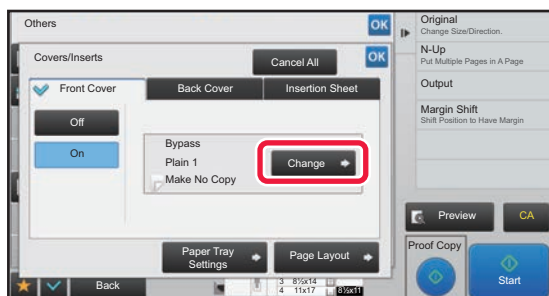 Others
OK
Covers/Inserts
Cancel All
OK
Front Cover
Back Cover
Insertion Sheet
Off
On
Bypass
Plain 1
Make No Copy
Change
Paper Tray
Settings
Page Layout
Back
3 8½x14
4 11x17
8½x11
Original
Change Size/Direction.
N-Up
Put Multiple Pages in A Page
Output
Margin Shift
Shift Position to Have Margin
Preview
CA
Proof Copy
Start